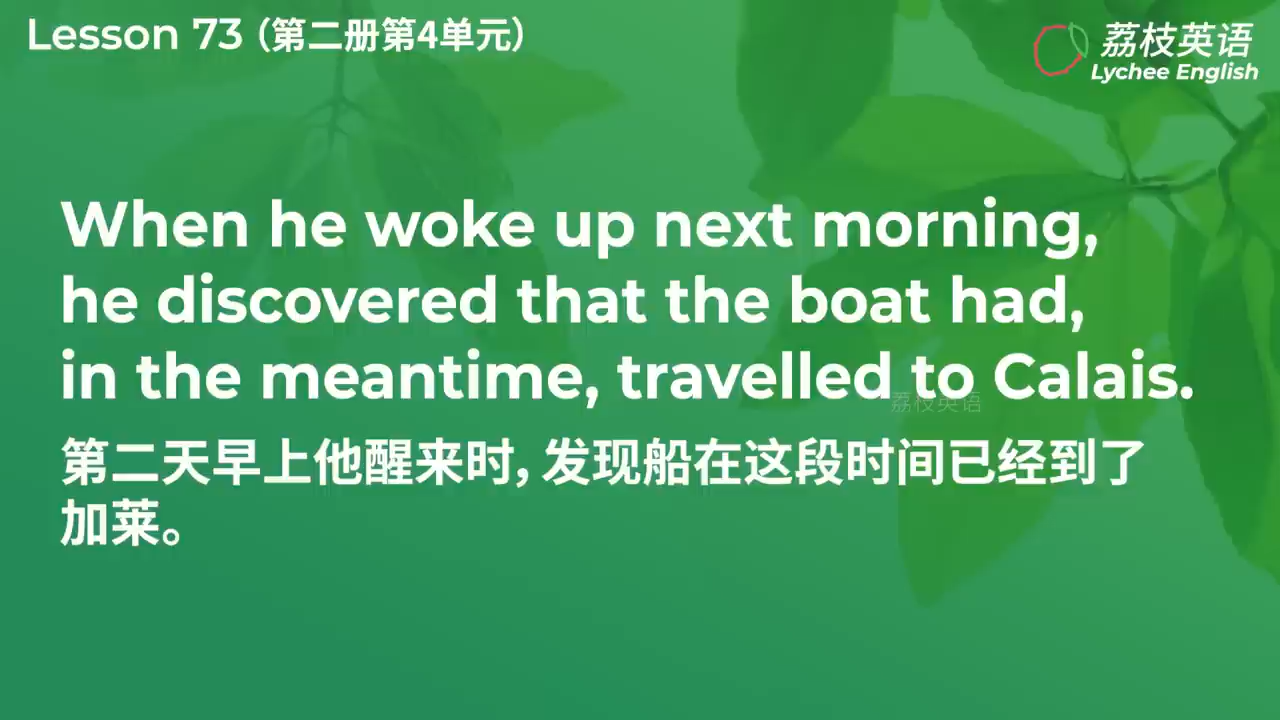 Lesson 73（第二册第4单元）
荔枝英语
Lychee English
When he woke up next morning,
he discovered that the boat had,
in the meantime, travelled to Calais.
荔枝英语
第二天早上他醒来时，发现船在这段时间已经到了
加莱。